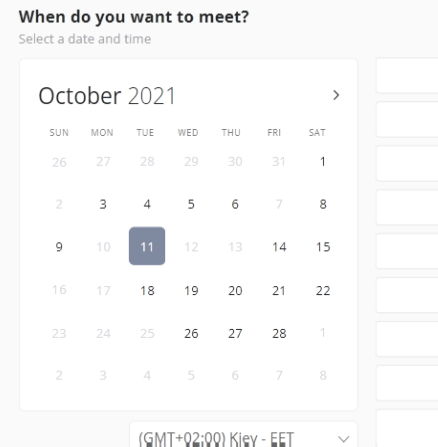 When do you want to meet?
Select a date and time
October 2021
SUN MON TUE WED THU FRI SAT
26 27 28 29 30 31 1
2 3 4 5 6 7 8
9 10 11 12 13 14 15
16 17 18 19 20 21 22
23 24 25 26 27 28 1
2 3 4 5 6 7 8
(GMT+02:00) Kiev - EET